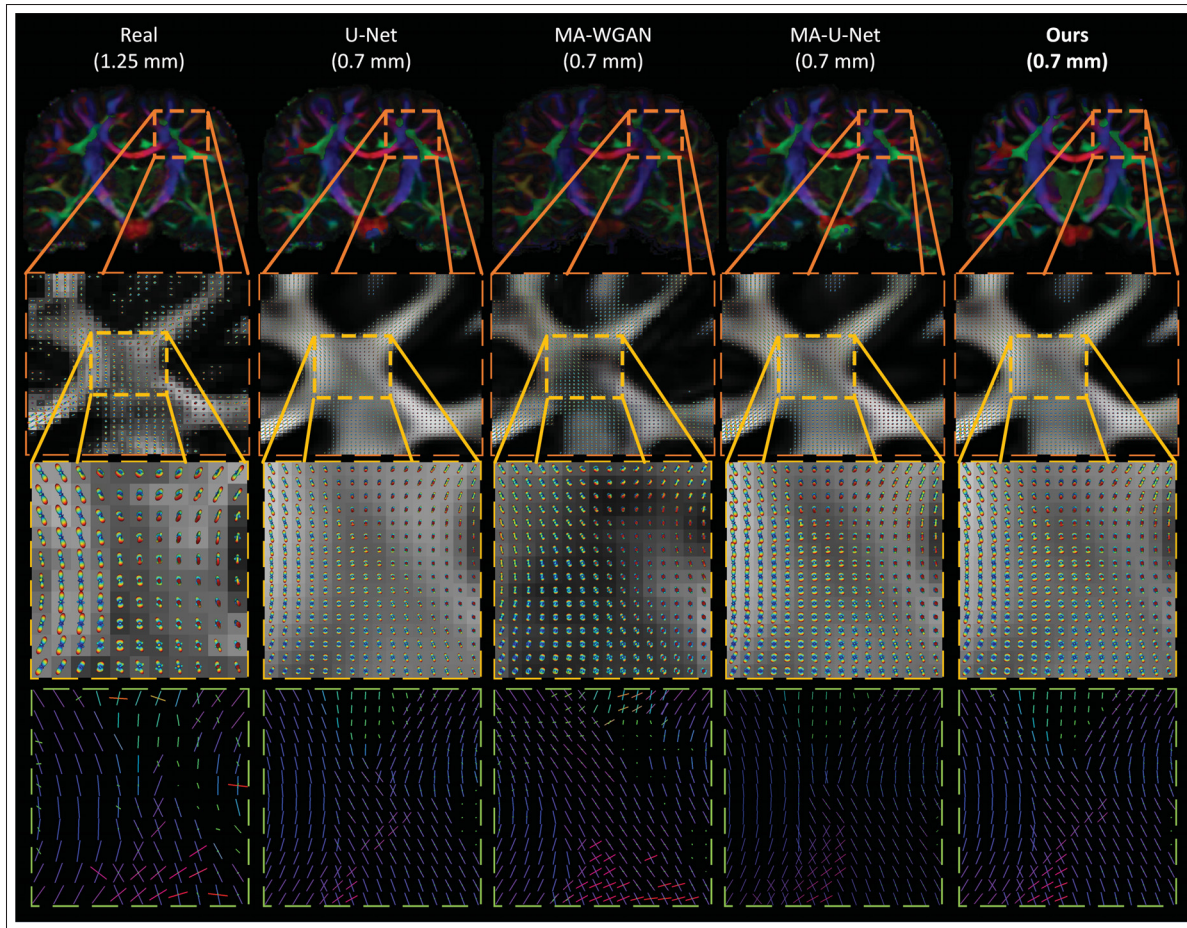 Real
(1.25 mm)
U-Net
(0.7 mm)
MA-WGAN
(0.7 mm)
MA-U-Net
(0.7 mm)
Ours
(0.7 mm)